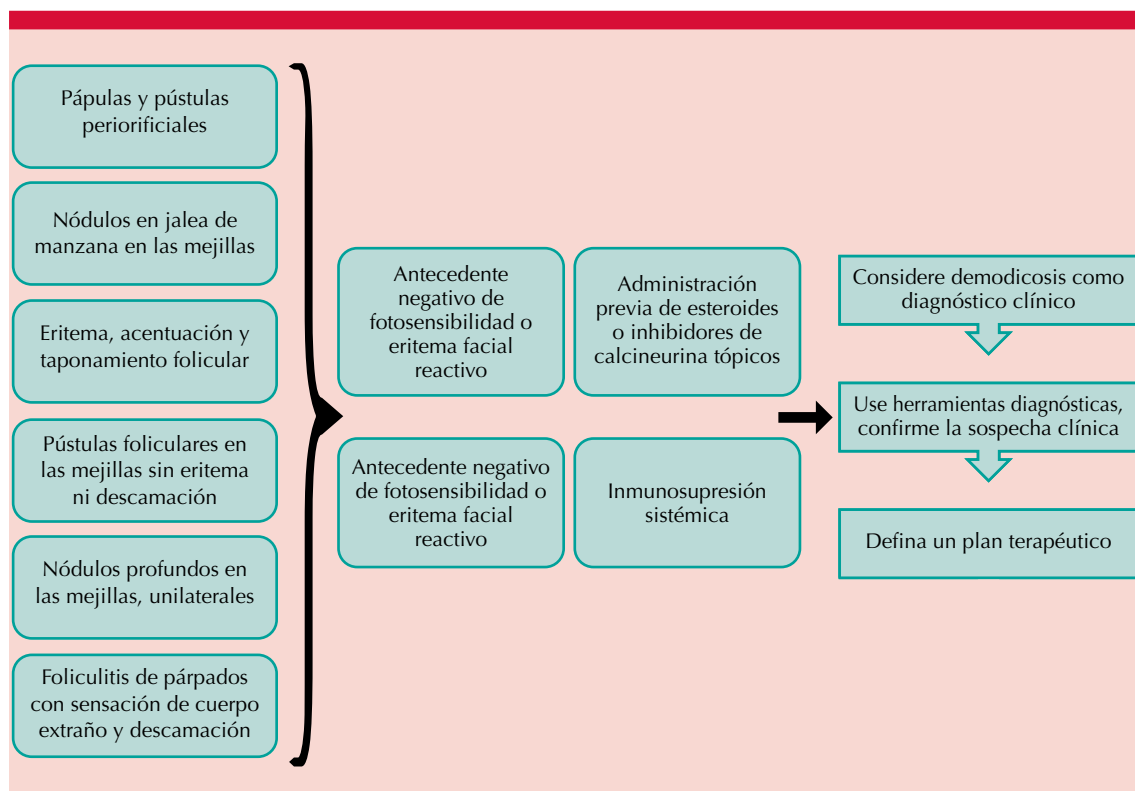 Pápulas y pústulas
periorificiales
Nódulos en jalea de
manzana en las mejillas
Eritema, acentuación y
taponamiento folicular
Pústulas foliculares en
las mejillas sin eritema
ni descamación
Nódulos profundos en
las mejillas, unilaterales
Foliculitis de párpados
con sensación de cuerpo
extraño y descamación
Antecedente
negativo de
fotosensibilidad o
eritema facial
reactivo
Administración
previa de esteroides
o inhibidores de
calcineurina tópicos
Antecedente negativo
de fotosensibilidad o
eritema facial
reactivo
Inmunosupresión
sistémica
Considere demodicosis como
diagnóstico clínico
Use herramientas diagnósticas,
confirme la sospecha clínica
Defina un plan terapéutico